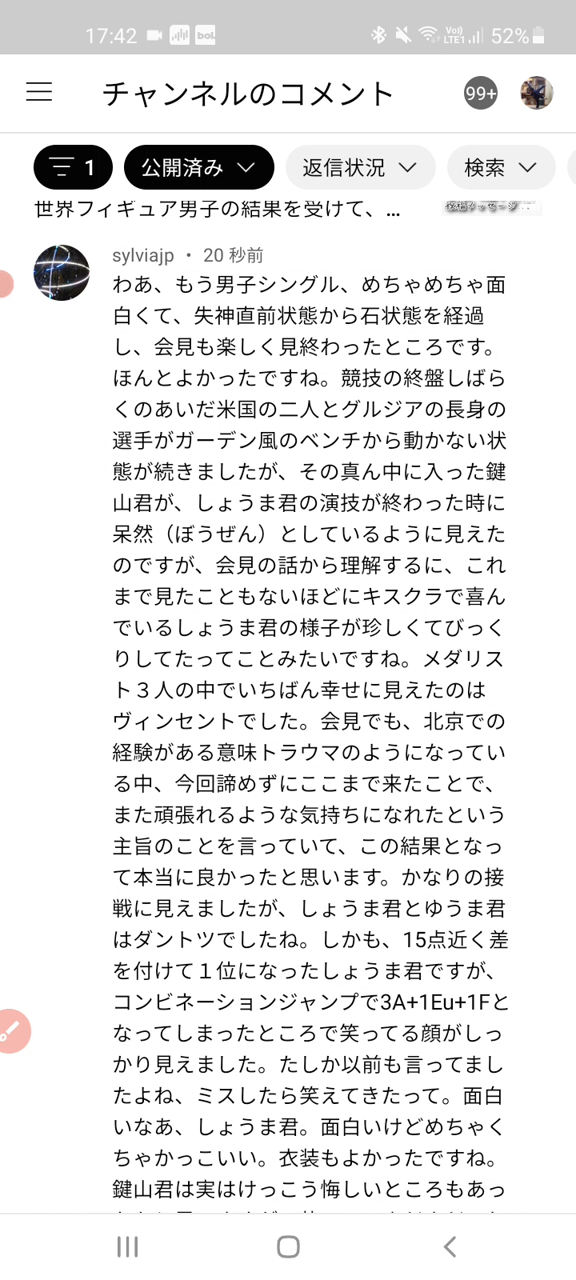 17:42
Vo))
LTE1
52%
チャンネルのコメント
99+
1
公開済み
返信状況
検索
世界フィギュア男子の結果を受けて、...
sylviajp • 20 秒前
わあ、もう男子シングル、めちゃめちゃ面
白くて、失神直前状態から石状態を経過
し、会見も楽しく見終わったところです。
ほんとよかったですね。競技の終盤しばら
くのあいだ米国の二人とグルジアの長身の
選手がガーデン風のベンチから動かない状
態が続きましたが、その真ん中に入った鍵
山君が、しょうま君の演技が終わった時に
呆然（ぼうぜん）としているように見えた
のですが、会見の話から理解するに、これ
まで見たこともないほどにキスクラで喜ん
でいるしょうま君の様子が珍しくてびっく
りしてたってことみたいですね。メダリス
ト３人の中でいちばん幸せに見えたのは
ヴィンセントでした。会見でも、北京での
経験がある意味トラウマのようになってい
る中、今回諦めずにここまで来たことで、
また頑張れるような気持ちになれたという
主旨のことを言っていて、この結果となっ
て本当に良かったと思います。かなりの接
戦に見えましたが、しょうま君とゆうま君
はダントツでしたね。しかも、15点近く差
を付けて１位になったしょうま君ですが、
コンビネーションジャンプで3A+1Eu+1Fと
なってしまったところで笑ってる顔がしっ
かり見えました。たしか以前も言ってまし
たよね、ミスしたら笑えてきたって。面白
いなあ、しょうま君。面白いけどめちゃく
ちゃかっこいい。衣装もよかったですね。
鍵山君は実はけっこう悔しいところもあっ